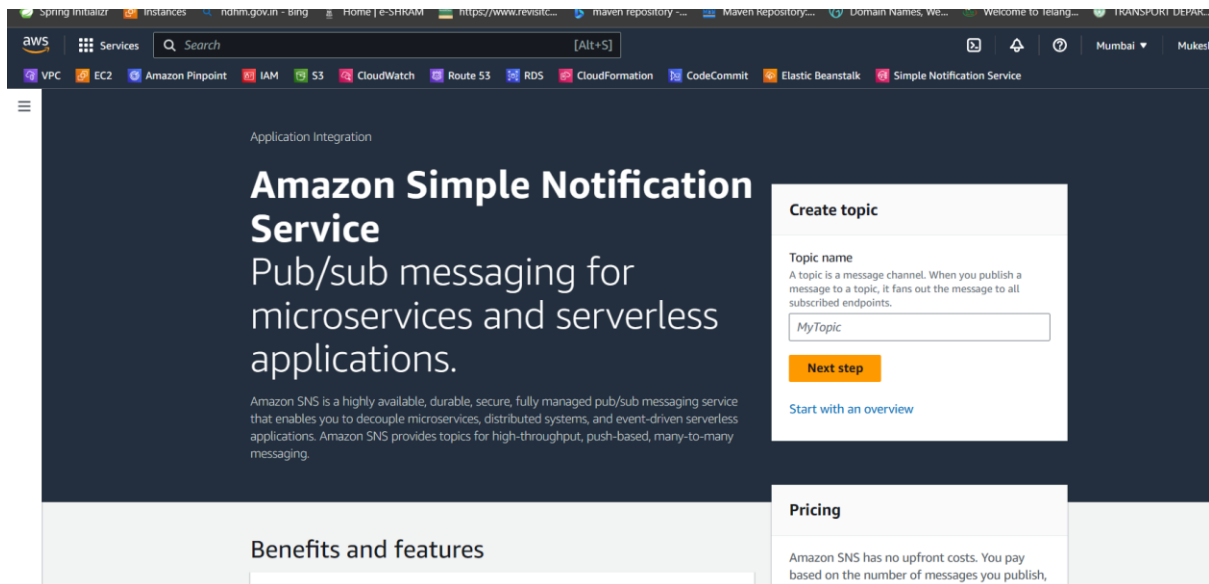 Spring Initializr Instances ndhm.gov.in - Bing Home | e-SHRAM https://www.revisitc... maven repository -... Maven Repository:... Domain Names, We... Welcome to Telang... TRANSPORT DEPAR...
aws Services Search [Alt+S] Mumbai ▼ Mukesh
VPC EC2 Amazon Pinpoint IAM S3 CloudWatch Route 53 RDS CloudFormation CodeCommit Elastic Beanstalk Simple Notification Service
Application Integration
Amazon Simple Notification
Service
Pub/sub messaging for
microservices and serverless
applications.
Amazon SNS is a highly available, durable, secure, fully managed pub/sub messaging service
that enables you to decouple microservices, distributed systems, and event-driven serverless
applications. Amazon SNS provides topics for high-throughput, push-based, many-to-many
messaging.
Create topic
Topic name
A topic is a message channel. When you publish a
message to a topic, it fans out the message to all
subscribed endpoints.
MyTopic
Next step
Start with an overview
Pricing
Amazon SNS has no upfront costs. You pay
based on the number of messages you publish,
Benefits and features